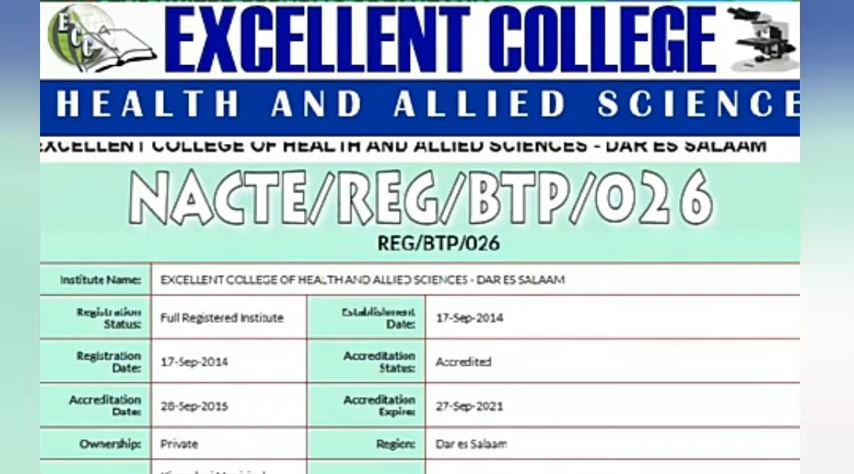 ECC
EXCELLENT COLLEGE
HEALTH AND ALLIED SCIENCE
EXCELLENT COLLEGE OF HEALTH AND ALLIED SCIENCES - DAR ES SALAAM
NACTE/REG/BTP/026
REG/BTP/026
Institute Name: EXCELLENT COLLEGE OF HEALTH AND ALLIED SCIENCES - DAR ES SALAAM
Registration Status: Full Registered Institute Establishment Date: 17-Sep-2014
Registration Date: 17-Sep-2014 Accreditation Status: Accredited
Accreditation Date: 28-Sep-2015 Accreditation Expires: 27-Sep-2021
Ownership: Private Region: Dar es Salaam